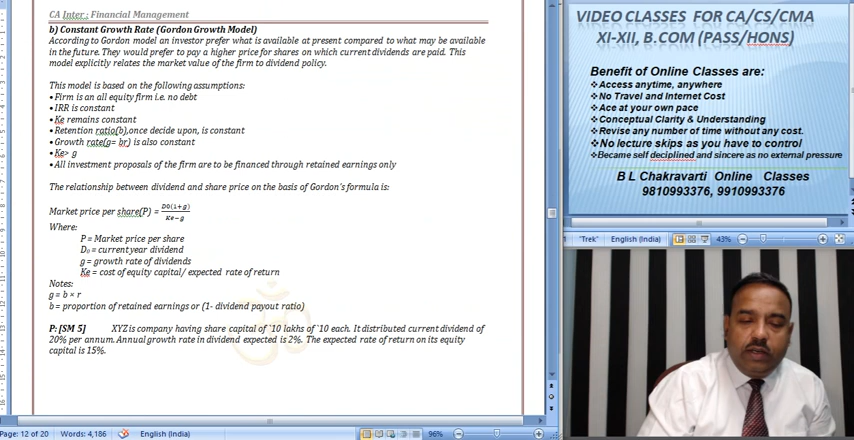 CA Inter.: Financial Management
b) Constant Growth Rate (Gordon Growth Model)
According to Gordon model an investor prefer what is available at present compared to what may be available
in the future. They would prefer to pay a higher price for shares on which current dividends are paid. This
model explicitly relates the market value of the firm to dividend policy.
This model is based on the following assumptions:
• Firm is an all equity firm i.e. no debt
• IRR is constant
• Ke remains constant
• Retention ratio(b),once decide upon, is constant
• Growth rate(g= br) is also constant
• Ke> g
• All investment proposals of the firm are to be financed through retained earnings only
The relationship between dividend and share price on the basis of Gordon's formula is:
Market price per share(P) = D0(1+g)
Ke−g
Where:
P = Market price per share
D₀ = current year dividend
g = growth rate of dividends
Ke = cost of equity capital/ expected rate of return
Notes:
g = b × r
b = proportion of retained earnings or (1- dividend payout ratio)
P: [SM 5] XYZ is company having share capital of `10 lakhs of `10 each. It distributed current dividend of
20% per annum. Annual growth rate in dividend expected is 2%. The expected rate of return on its equity
capital is 15%.
Page: 12 of 20 Words: 4,186 English (India) 96%
VIDEO CLASSES FOR CA/CS/CMA
XI-XII, B.COM (PASS/HONS)
Benefit of Online Classes are:
❖Access anytime, anywhere
❖No Travel and Internet Cost
❖Ace at your own pace
❖Conceptual Clarity & Understanding
❖Revise any number of time without any cost.
❖No lecture skips as you have to control
❖Became self deciplined and sincere as no external pressure
B L Chakravarti Online Classes
9810993376, 9910993376
"Trek" English (India) 43%